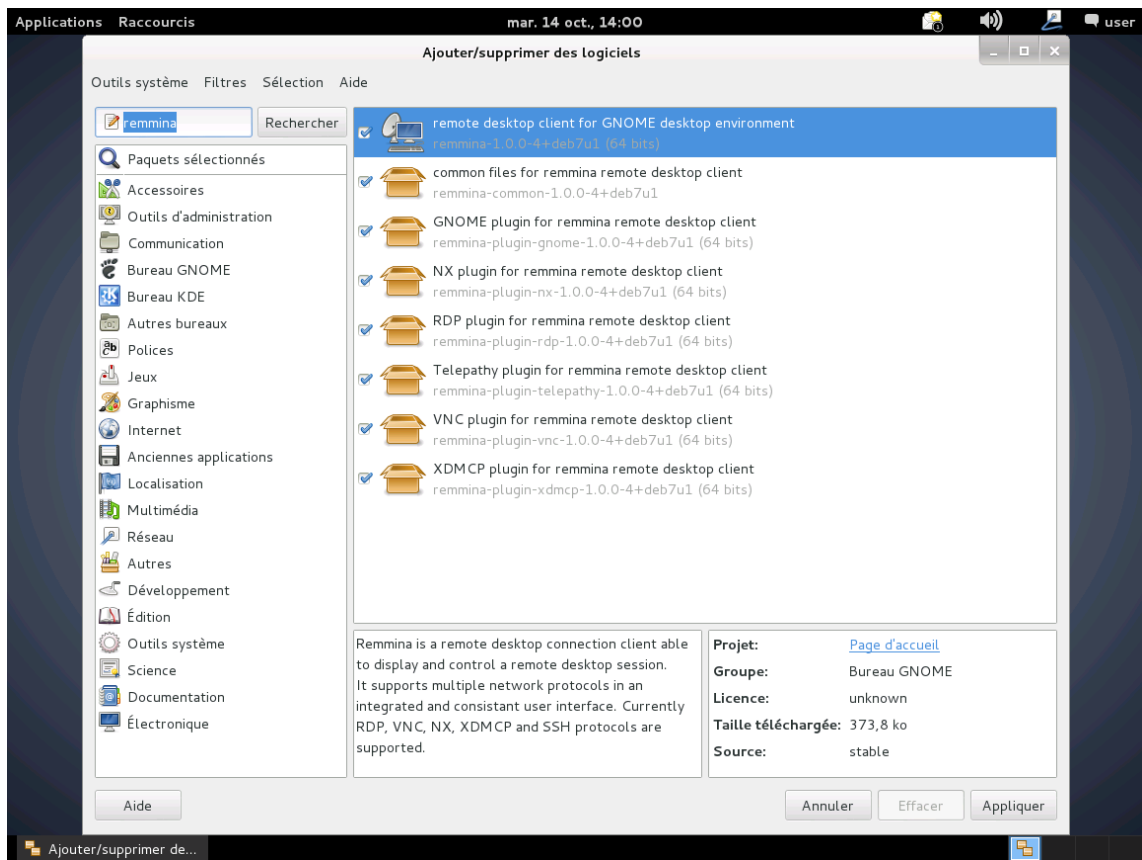 Applications Raccourcis mar. 14 oct., 14:00 user
Ajouter/supprimer des logiciels
Outils système Filtres Sélection Aide
remmina Rechercher
Paquets sélectionnés
Accessoires
Outils d'administration
Communication
Bureau GNOME
Bureau KDE
Autres bureaux
Polices
Jeux
Graphisme
Internet
Anciennes applications
Localisation
Multimédia
Réseau
Autres
Développement
Édition
Outils système
Science
Documentation
Électronique
remote desktop client for GNOME desktop environment
remmina-1.0.0-4+deb7u1 (64 bits)
common files for remmina remote desktop client
remmina-common-1.0.0-4+deb7u1
GNOME plugin for remmina remote desktop client
remmina-plugin-gnome-1.0.0-4+deb7u1 (64 bits)
NX plugin for remmina remote desktop client
remmina-plugin-nx-1.0.0-4+deb7u1 (64 bits)
RDP plugin for remmina remote desktop client
remmina-plugin-rdp-1.0.0-4+deb7u1 (64 bits)
Telepathy plugin for remmina remote desktop client
remmina-plugin-telepathy-1.0.0-4+deb7u1 (64 bits)
VNC plugin for remmina remote desktop client
remmina-plugin-vnc-1.0.0-4+deb7u1 (64 bits)
XDMCP plugin for remmina remote desktop client
remmina-plugin-xdmcp-1.0.0-4+deb7u1 (64 bits)
Remmina is a remote desktop connection client able
to display and control a remote desktop session.
It supports multiple network protocols in an
integrated and consistant user interface. Currently
RDP, VNC, NX, XDMCP and SSH protocols are
supported.
Projet: Page d'accueil
Groupe: Bureau GNOME
Licence: unknown
Taille téléchargée: 373,8 ko
Source: stable
Aide Annuler Effacer Appliquer
Ajouter/supprimer de...